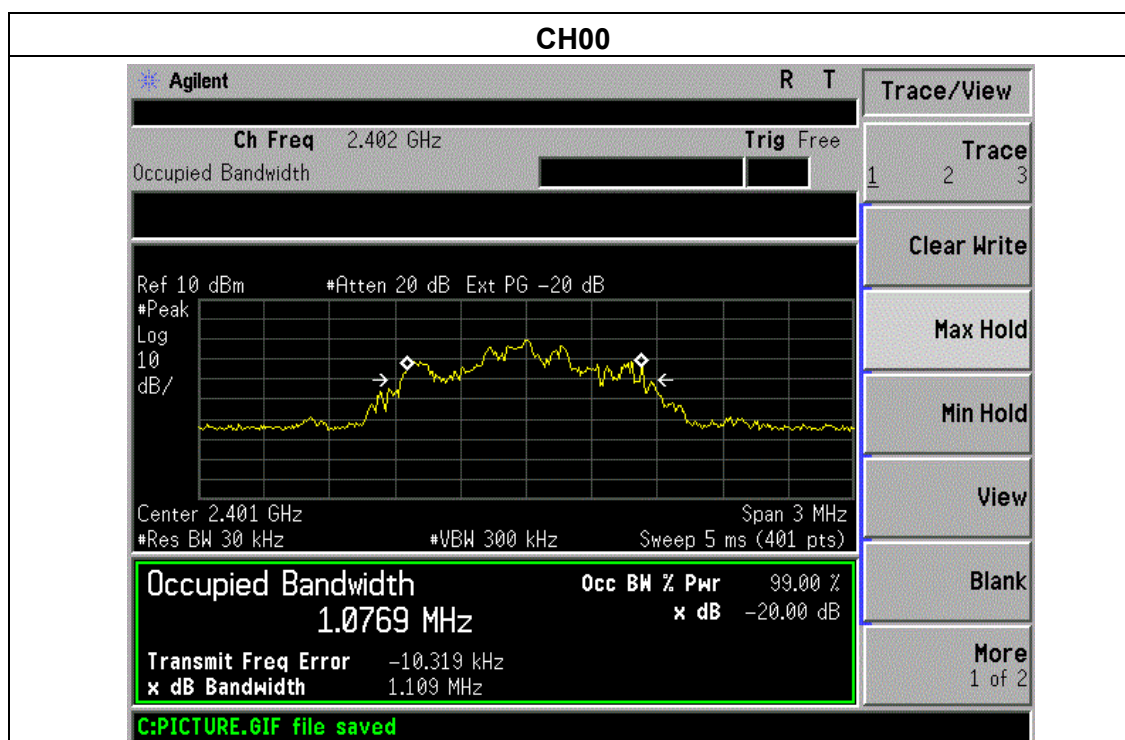 CH00
Agilent R T
Trace/View
Ch Freq 2.402 GHz Trig Free
Occupied Bandwidth
Trace
1 2 3
Clear Write
Ref 10 dBm #Atten 20 dB Ext PG -20 dB
#Peak
Log
10
dB/
Max Hold
Min Hold
View
Center 2.401 GHz Span 3 MHz
#Res BW 30 kHz #VBW 300 kHz Sweep 5 ms (401 pts)
Occupied Bandwidth Occ BW % Pwr 99.00 %
1.0769 MHz x dB -20.00 dB
Blank
Transmit Freq Error -10.319 kHz
x dB Bandwidth 1.109 MHz
More
1 of 2
C:PICTURE.GIF file saved